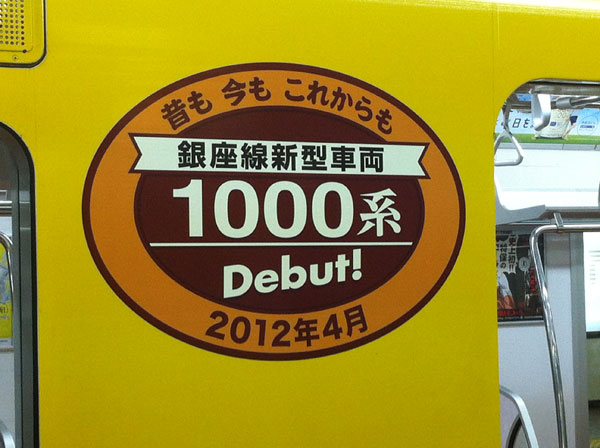 昔も 今も これからも
銀座線新型車両
1000系
Debut!
2012年4月